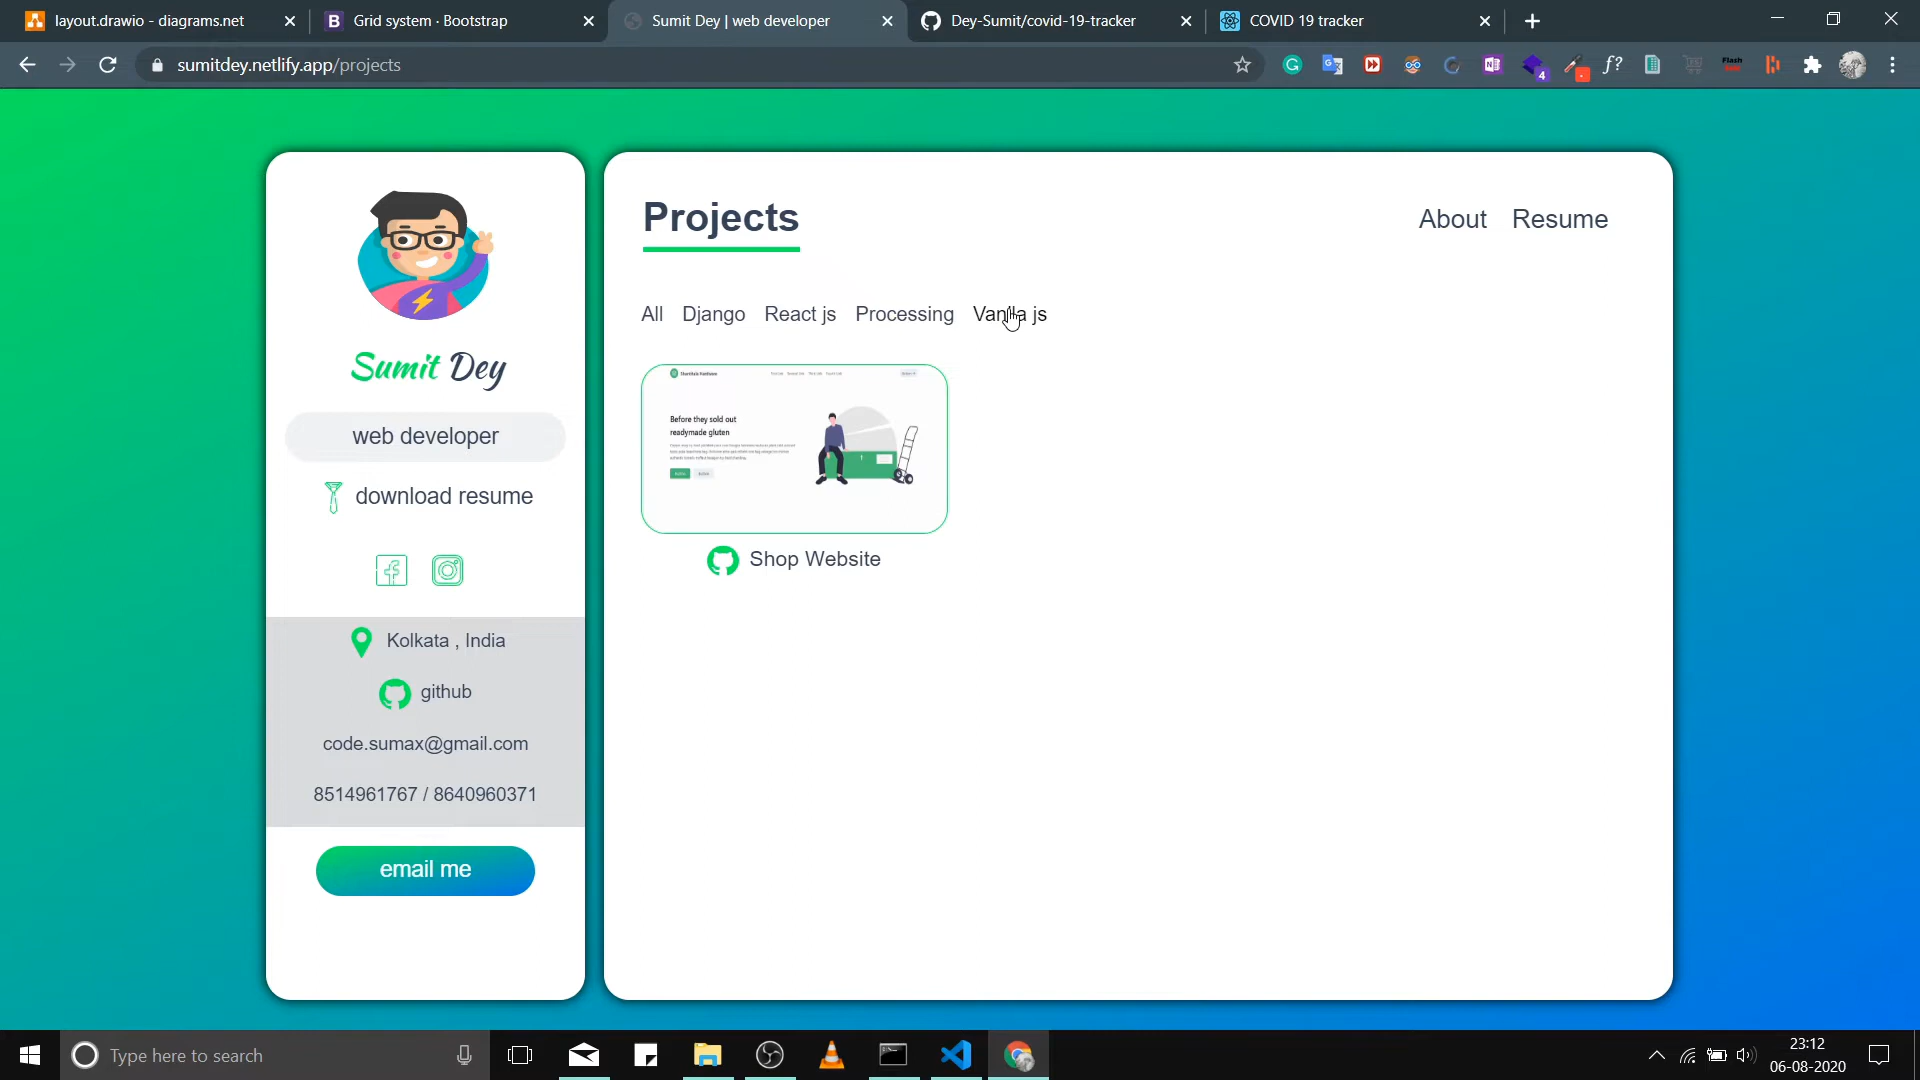 layout.drawio - diagrams.net
Grid system · Bootstrap
Sumit Dey | web developer
Dey-Sumit/covid-19-tracker
COVID 19 tracker
sumitdey.netlify.app/projects
4
f?
Flash
Projects
About
Resume
All
Django
React js
Processing
Vanilla js
Sumit Dey
web developer
download resume
Before they sold out
readymade gluten
Shop Website
Kolkata , India
github
code.sumax@gmail.com
8514961767 / 8640960371
email me
Type here to search
23:12
06-08-2020